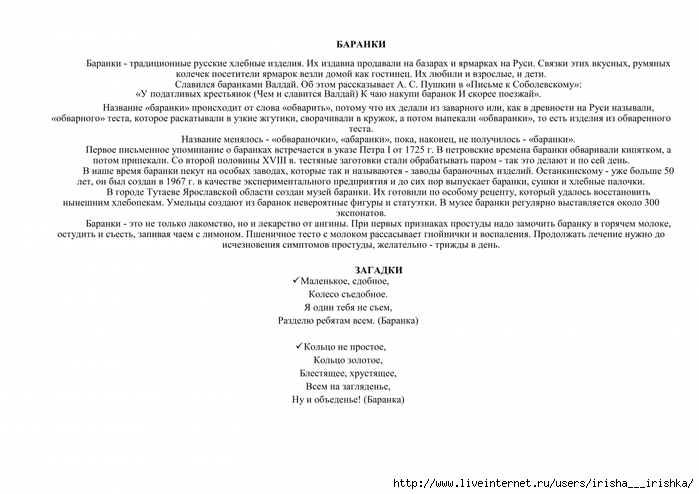 БАРАНКИ
Баранки - традиционные русские хлебные изделия. Их издавна продавали на базарах и ярмарках на Руси. Связки этих вкусных, румяных
колечек посетители ярмарок везли домой как гостинец. Их любили и взрослые, и дети.
Славился баранками Валдай. Об этом рассказывает А. С. Пушкин в «Письме к Соболевскому»:
«У податливых крестьянок (Чем и славится Валдай) К чаю накупи баранок И скорее поезжай».
Название «баранки» происходит от слова «обварить», потому что их делали из заварного или, как в древности на Руси называли,
«обварного» теста, которое раскатывали в узкие жгутики, сворачивали в кружок, а потом выпекали «обваранки», то есть изделия из обваренного
теста.
Название менялось - «обвараночки», «абаранки», пока, наконец, не получилось - «баранки».
Первое письменное упоминание о баранках встречается в указе Петра I от 1725 г. В петровские времена баранки обваривали кипятком, а
потом припекали. Со второй половины XVIII в. тестяные заготовки стали обрабатывать паром - так это делают и по сей день.
В наше время баранки пекут на особых заводах, которые так и называются - заводы бараночных изделий. Останкинскому - уже больше 50
лет, он был создан в 1967 г. в качестве экспериментального предприятия и до сих пор выпускает баранки, сушки и хлебные палочки.
В городе Тутаеве Ярославской области создан музей баранки. Их готовили по особому рецепту, который удалось восстановить
нынешним хлебопекам. Умельцы создают из баранок невероятные фигуры и статуэтки. В музее баранки регулярно выставляется около 300
экспонатов.
Баранки - это не только лакомство, но и лекарство от ангины. При первых признаках простуды надо замочить баранку в горячем молоке,
остудить и съесть, запивая чаем с лимоном. Пшеничное тесто с молоком рассасывает гнойнички и воспаления. Продолжать лечение нужно до
исчезновения симптомов простуды, желательно - трижды в день.
ЗАГАДКИ
✓Маленькое, сдобное,
Колесо съедобное.
Я один тебя не съем,
Разделю ребятам всем. (Баранка)
✓Кольцо не простое,
Кольцо золотое,
Блестящее, хрустящее,
Всем на загляденье,
Ну и объеденье! (Баранка)
http://www.liveinternet.ru/users/irisha___irishka/